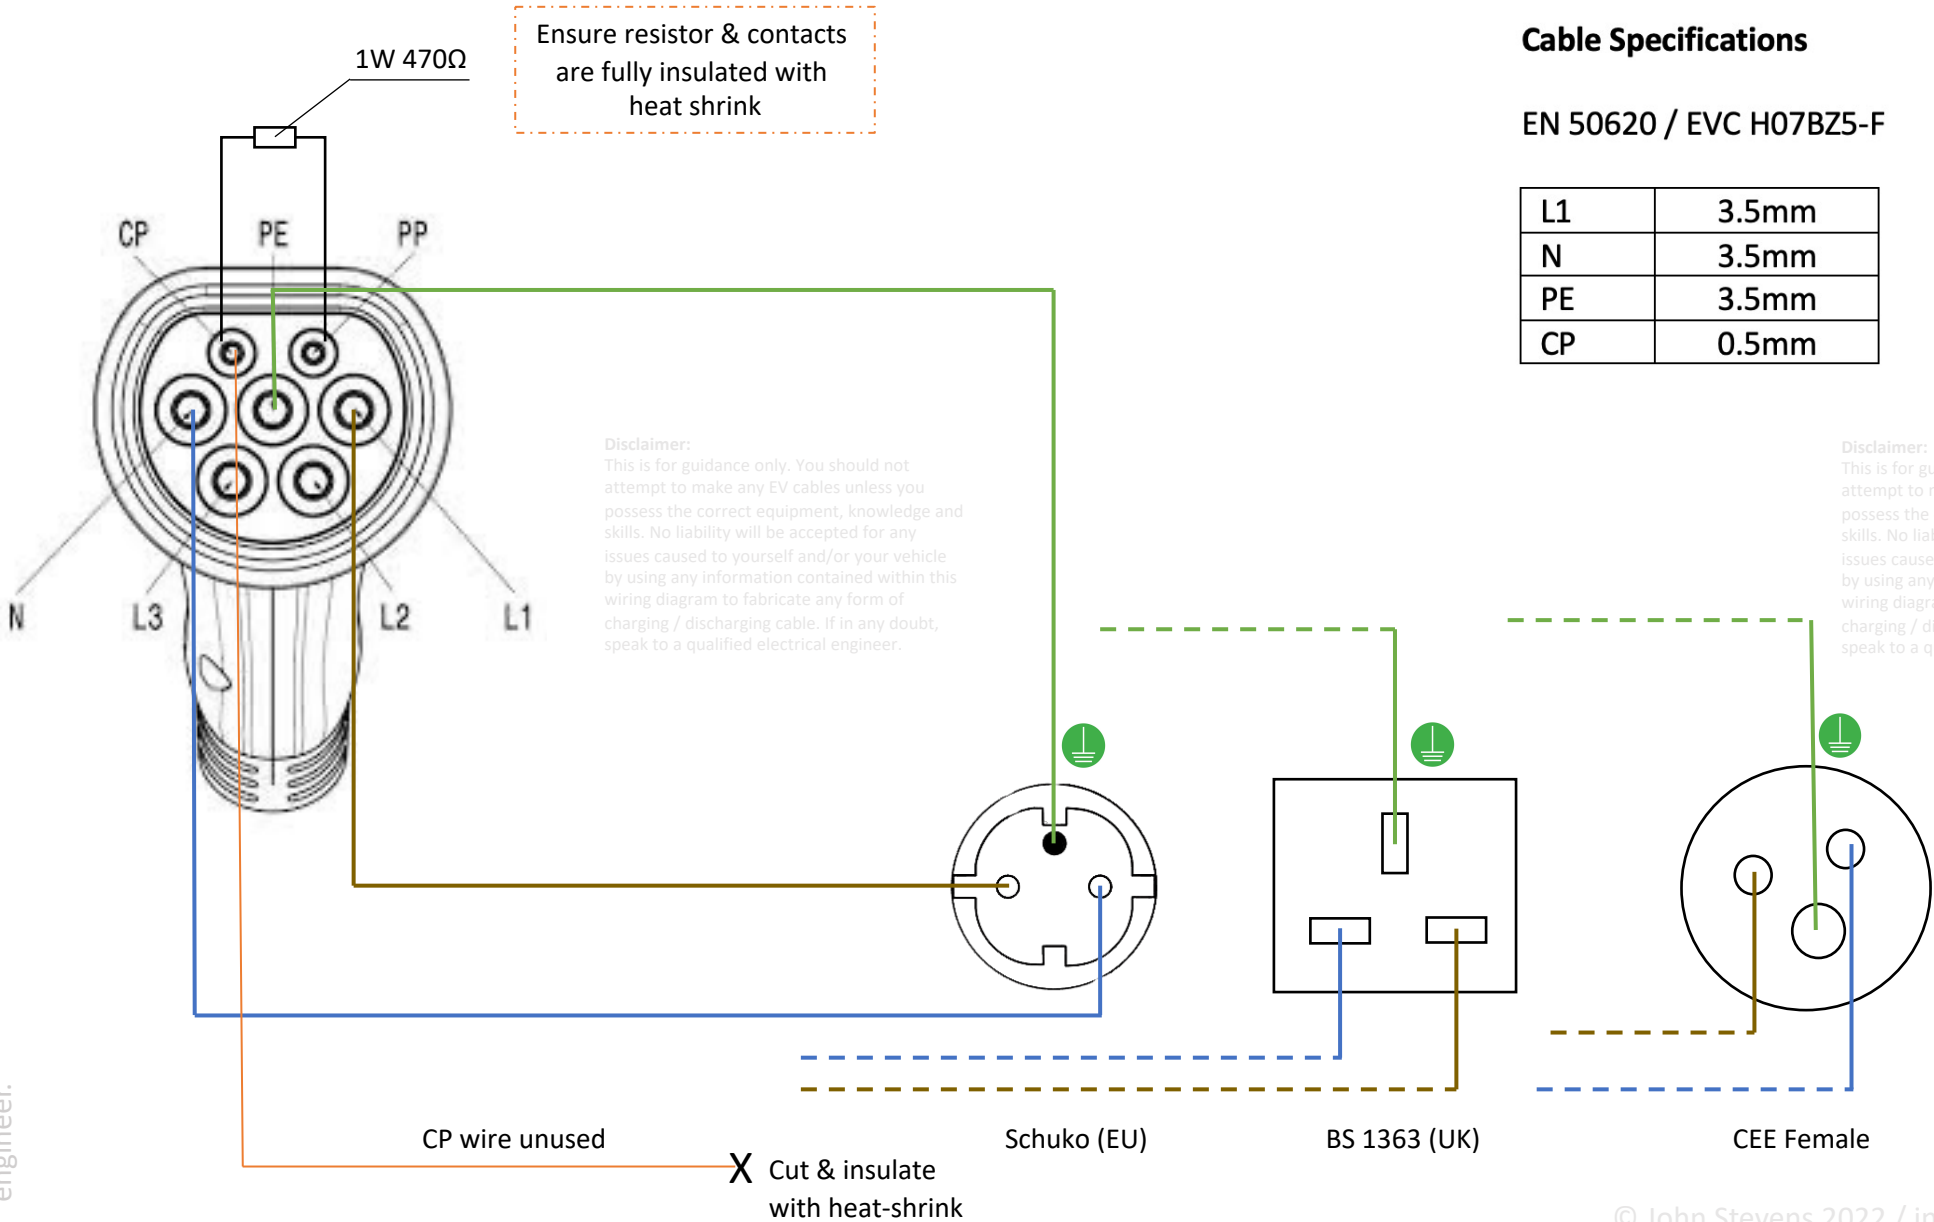 1W 470Ω
Ensure resistor & contacts
are fully insulated with
heat shrink
Cable Specifications
EN 50620 / EVC H07BZ5-F
L1 3.5mm
N 3.5mm
PE 3.5mm
CP 0.5mm
CP
PE
PP
N
L3
L2
L1
Disclaimer:
This is for guidance only. You should not
attempt to make any EV cables unless you
possess the correct equipment, knowledge and
skills. No liability will be accepted for any
issues caused to yourself and/or your vehicle
by using any information contained within this
wiring diagram to fabricate any form of
charging / discharging cable. If in any doubt,
speak to a qualified electrical engineer.
Disclaimer:
This is for
attempt to
possess the
skills. No
issues
by using any
wiring
charging /
speak to a
CP wire unused
X Cut & insulate
with heat-shrink
Schuko (EU)
BS 1363 (UK)
CEE Female
engineer.
© John Stevens 2022 /